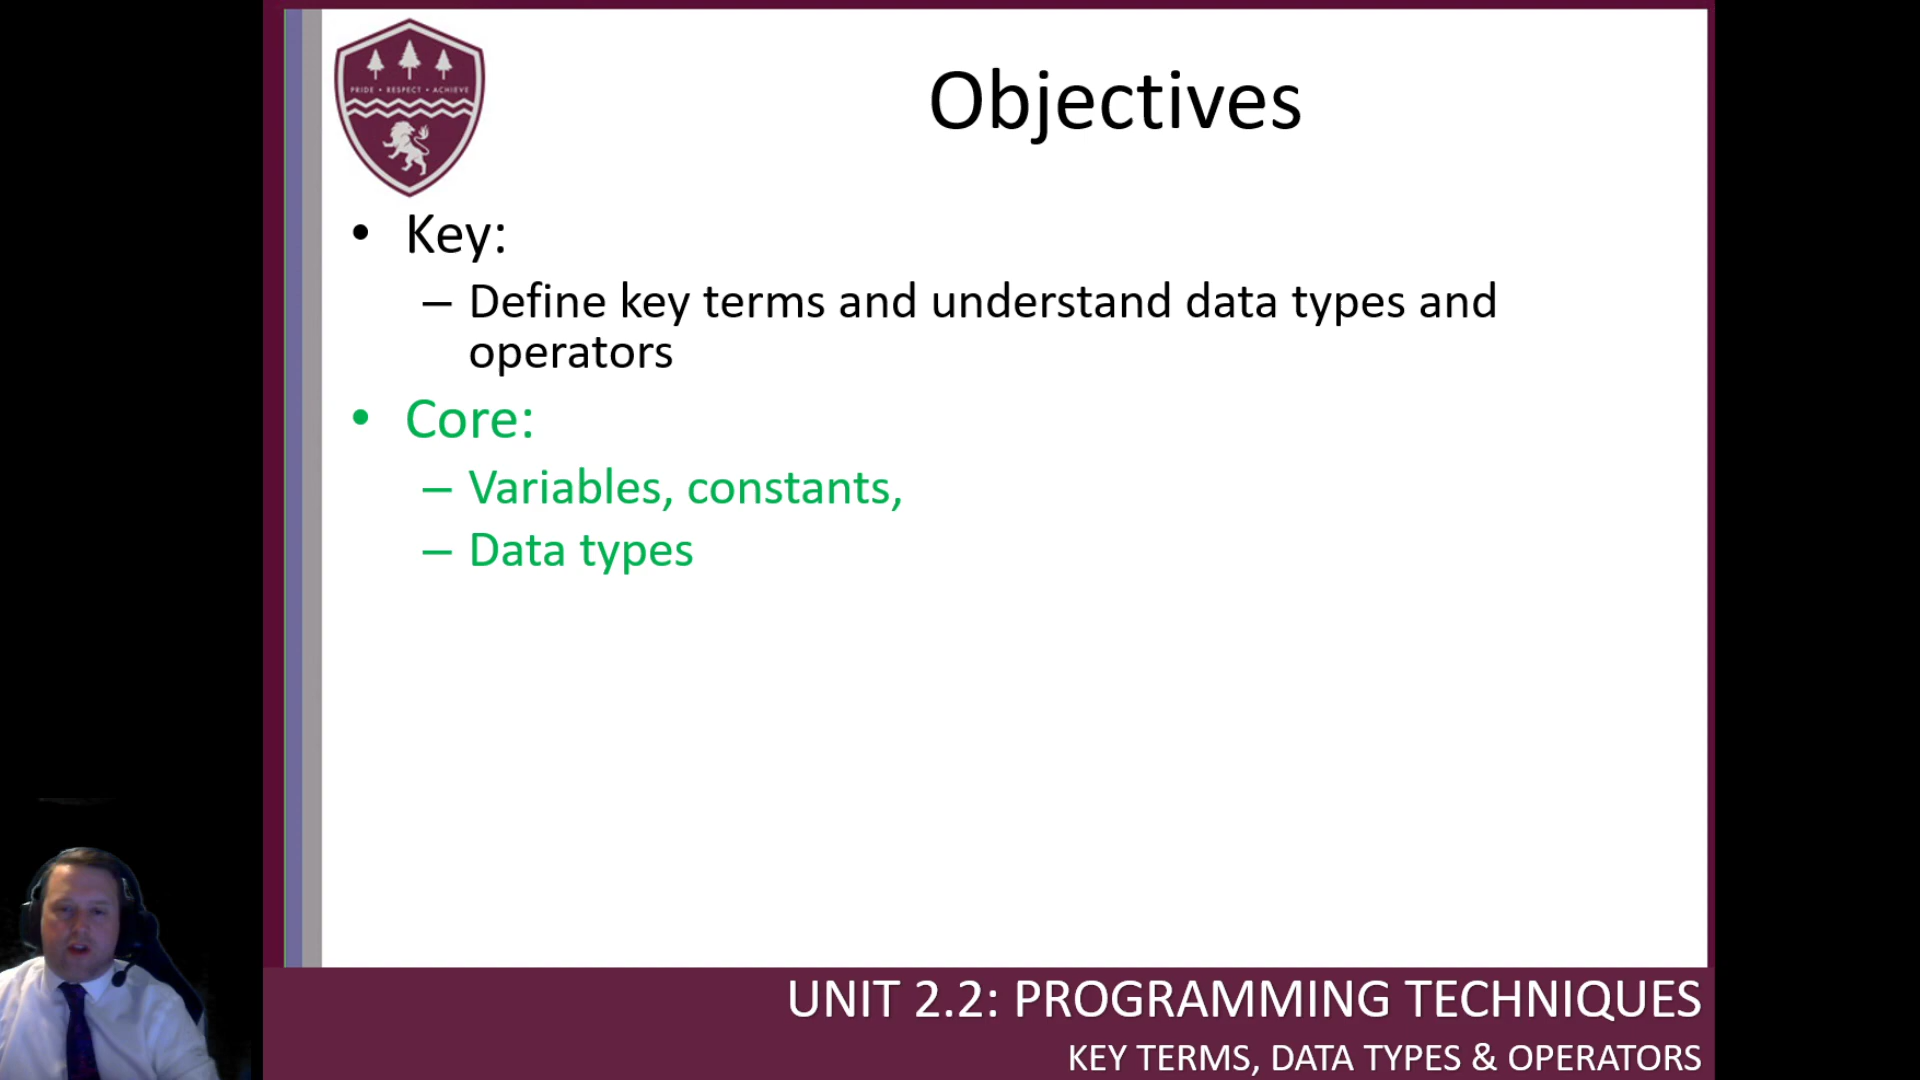 PRIDE • RESPECT • ACHIEVE
Objectives
• Key:
– Define key terms and understand data types and
operators
• Core:
– Variables, constants,
– Data types
UNIT 2.2: PROGRAMMING TECHNIQUES
KEY TERMS, DATA TYPES & OPERATORS